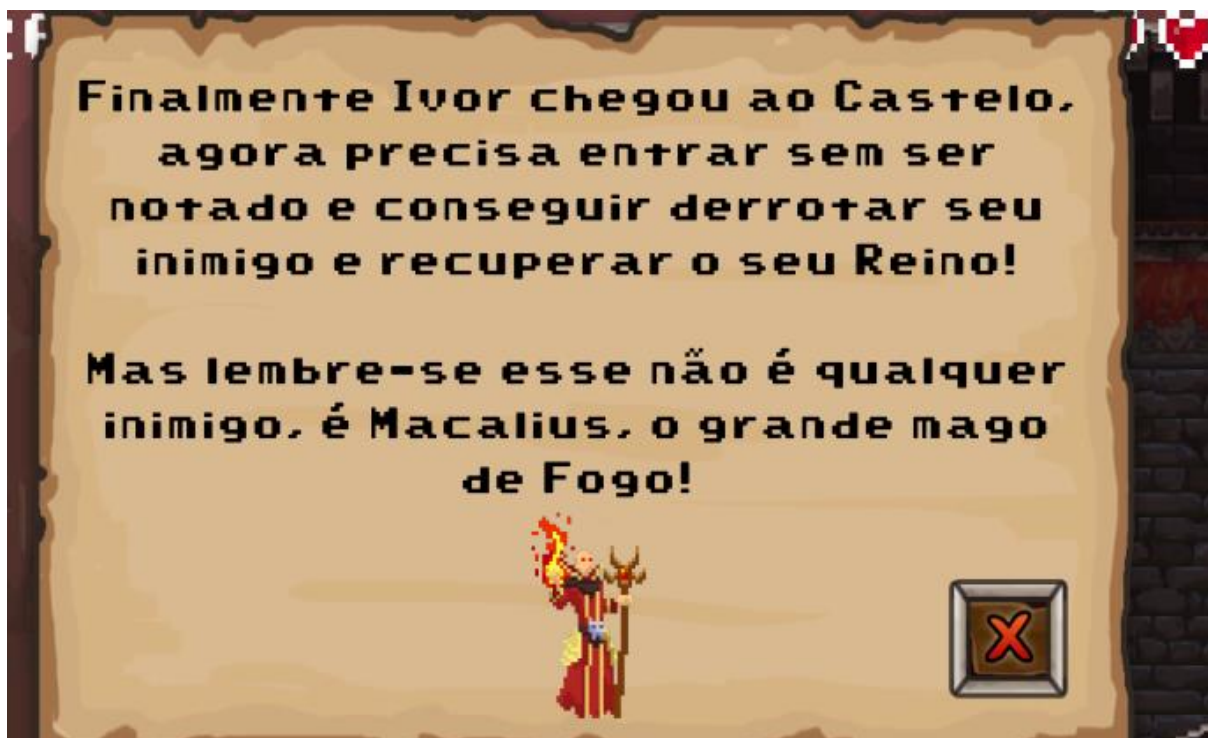 Finalmente Ivor chegou ao Castelo,
agora precisa entrar sem ser
notado e conseguir derrotar seu
inimigo e recuperar o seu Reino!
Mas lembre-se esse não é qualquer
inimigo, é Macalius, o grande mago
de Fogo!
X